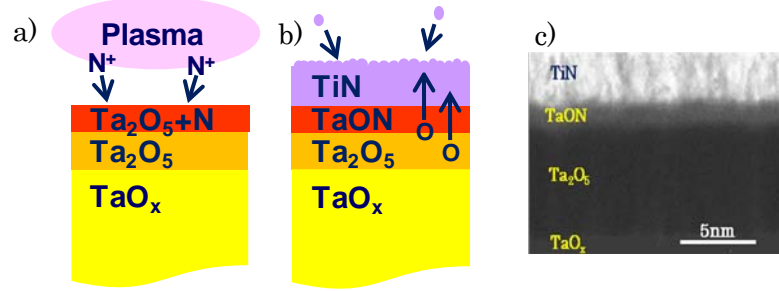 a)
Plasma
N⁺ N⁺
Ta₂O₅+N
Ta₂O₅
TaOₓ
b)
TiN
TaON
O
Ta₂O₅
O
TaOₓ
c)
TiN
TaON
Ta₂O₅
TaOₓ
5nm